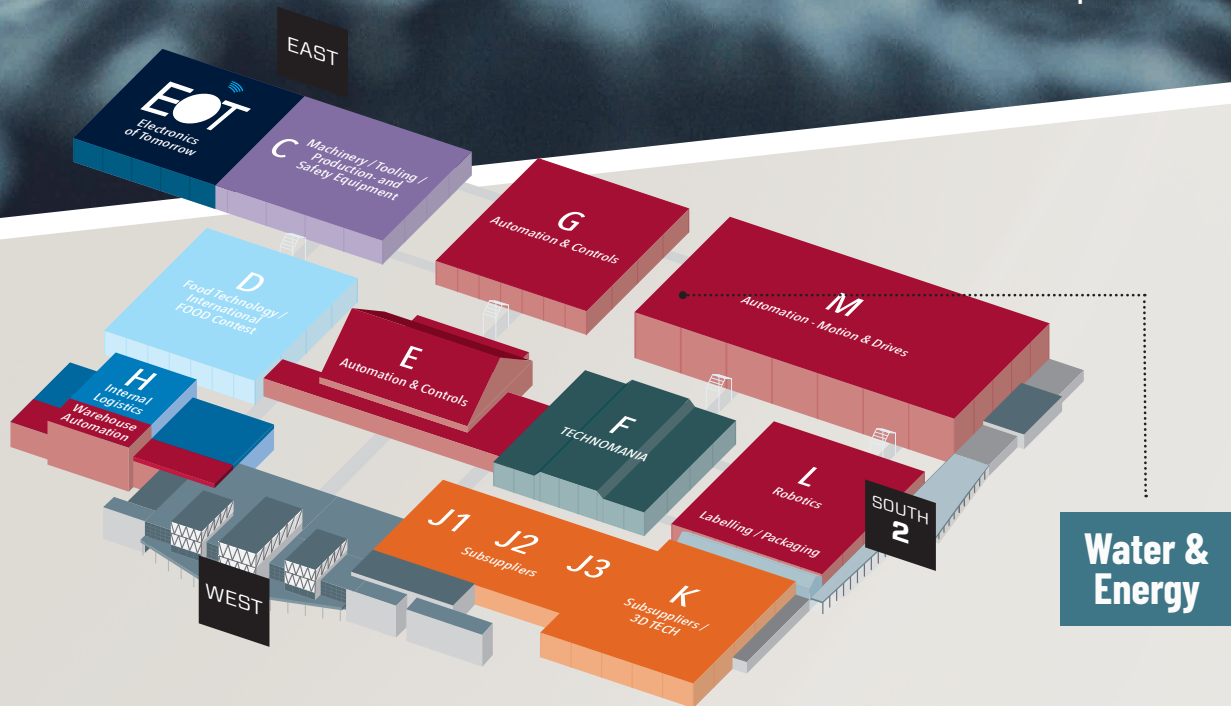 EAST
EOT
Electronics
of Tomorrow
C
Machinery / Tooling /
Production- and
Safety Equipment
G
Automation & Controls
D
Food Technology /
International
FOOD Contest
M
Automation - Motion & Drives
E
Automation & Controls
H
Internal
Logistics
Warehouse
Automation
F
TECHNOMANIA
L
Robotics
Labelling / Packaging
SOUTH
2
J1 J2 J3
Subsuppliers
K
Subsuppliers /
3D TECH
WEST
Water &
Energy